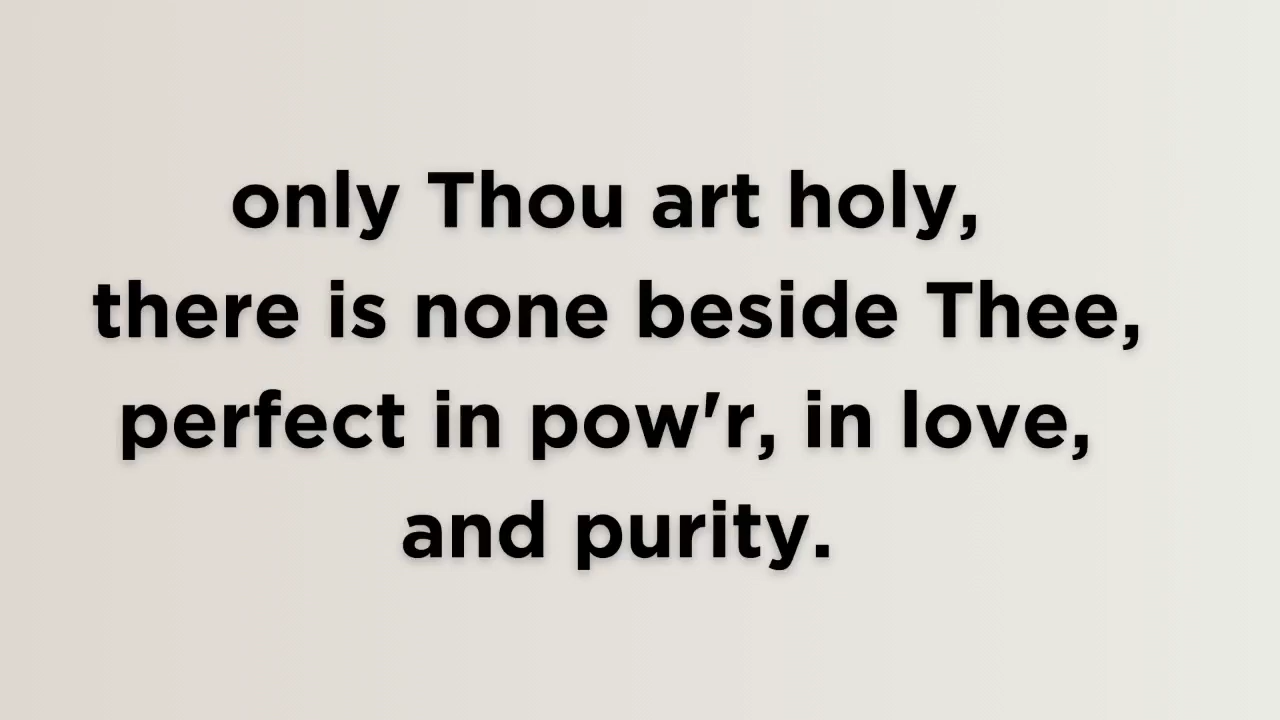 only Thou art holy,
there is none beside Thee,
perfect in pow'r, in love,
and purity.